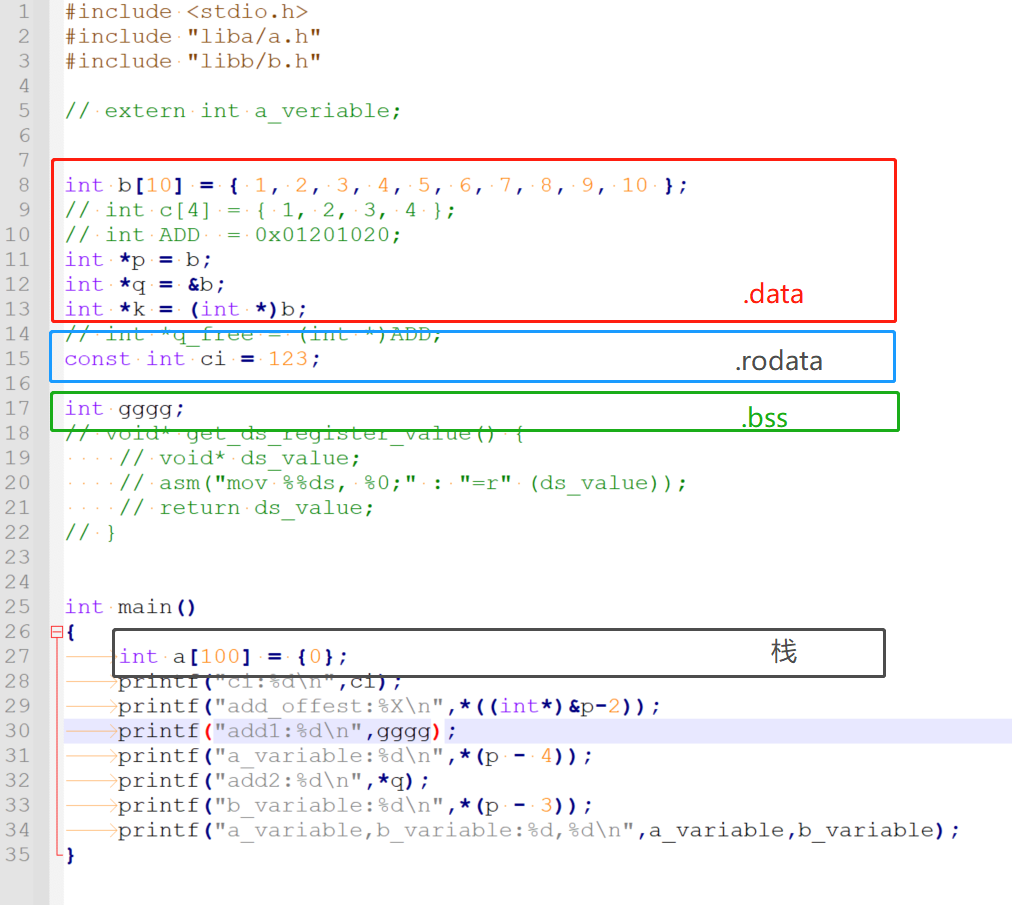 1 #include <stdio.h>
2 #include "liba/a.h"
3 #include "libb/b.h"
4
5 // extern int a_veriable;
6
7
8 int b[10] = { 1, 2, 3, 4, 5, 6, 7, 8, 9, 10 };
9 // int c[4] = { 1, 2, 3, 4 };
10 // int ADD  = 0x01201020;
11 int *p = b;
12 int *q = &b;
.data
13 int *k = (int *)b;
14 // int *q_free = (int *)ADD;
15 const int ci = 123;
.rodata
16
17 int gggg;
.bss
18 // void* get_ds_register_value() {
19     // void* ds_value;
20     // asm("mov %%ds, %0;" : "=r" (ds_value));
21     // return ds_value;
22 // }
23
24
25 int main()
26 {
27     int a[100] = {0};
栈
28     printf("ci:%d\n",ci);
29     printf("add_offest:%X\n",*((int*)&p-2));
30     printf("add1:%d\n",gggg);
31     printf("a_variable:%d\n",*(p - 4));
32     printf("add2:%d\n",*q);
33     printf("b_variable:%d\n",*(p - 3));
34     printf("a_variable,b_variable:%d,%d\n",a_variable,b_variable);
35 }